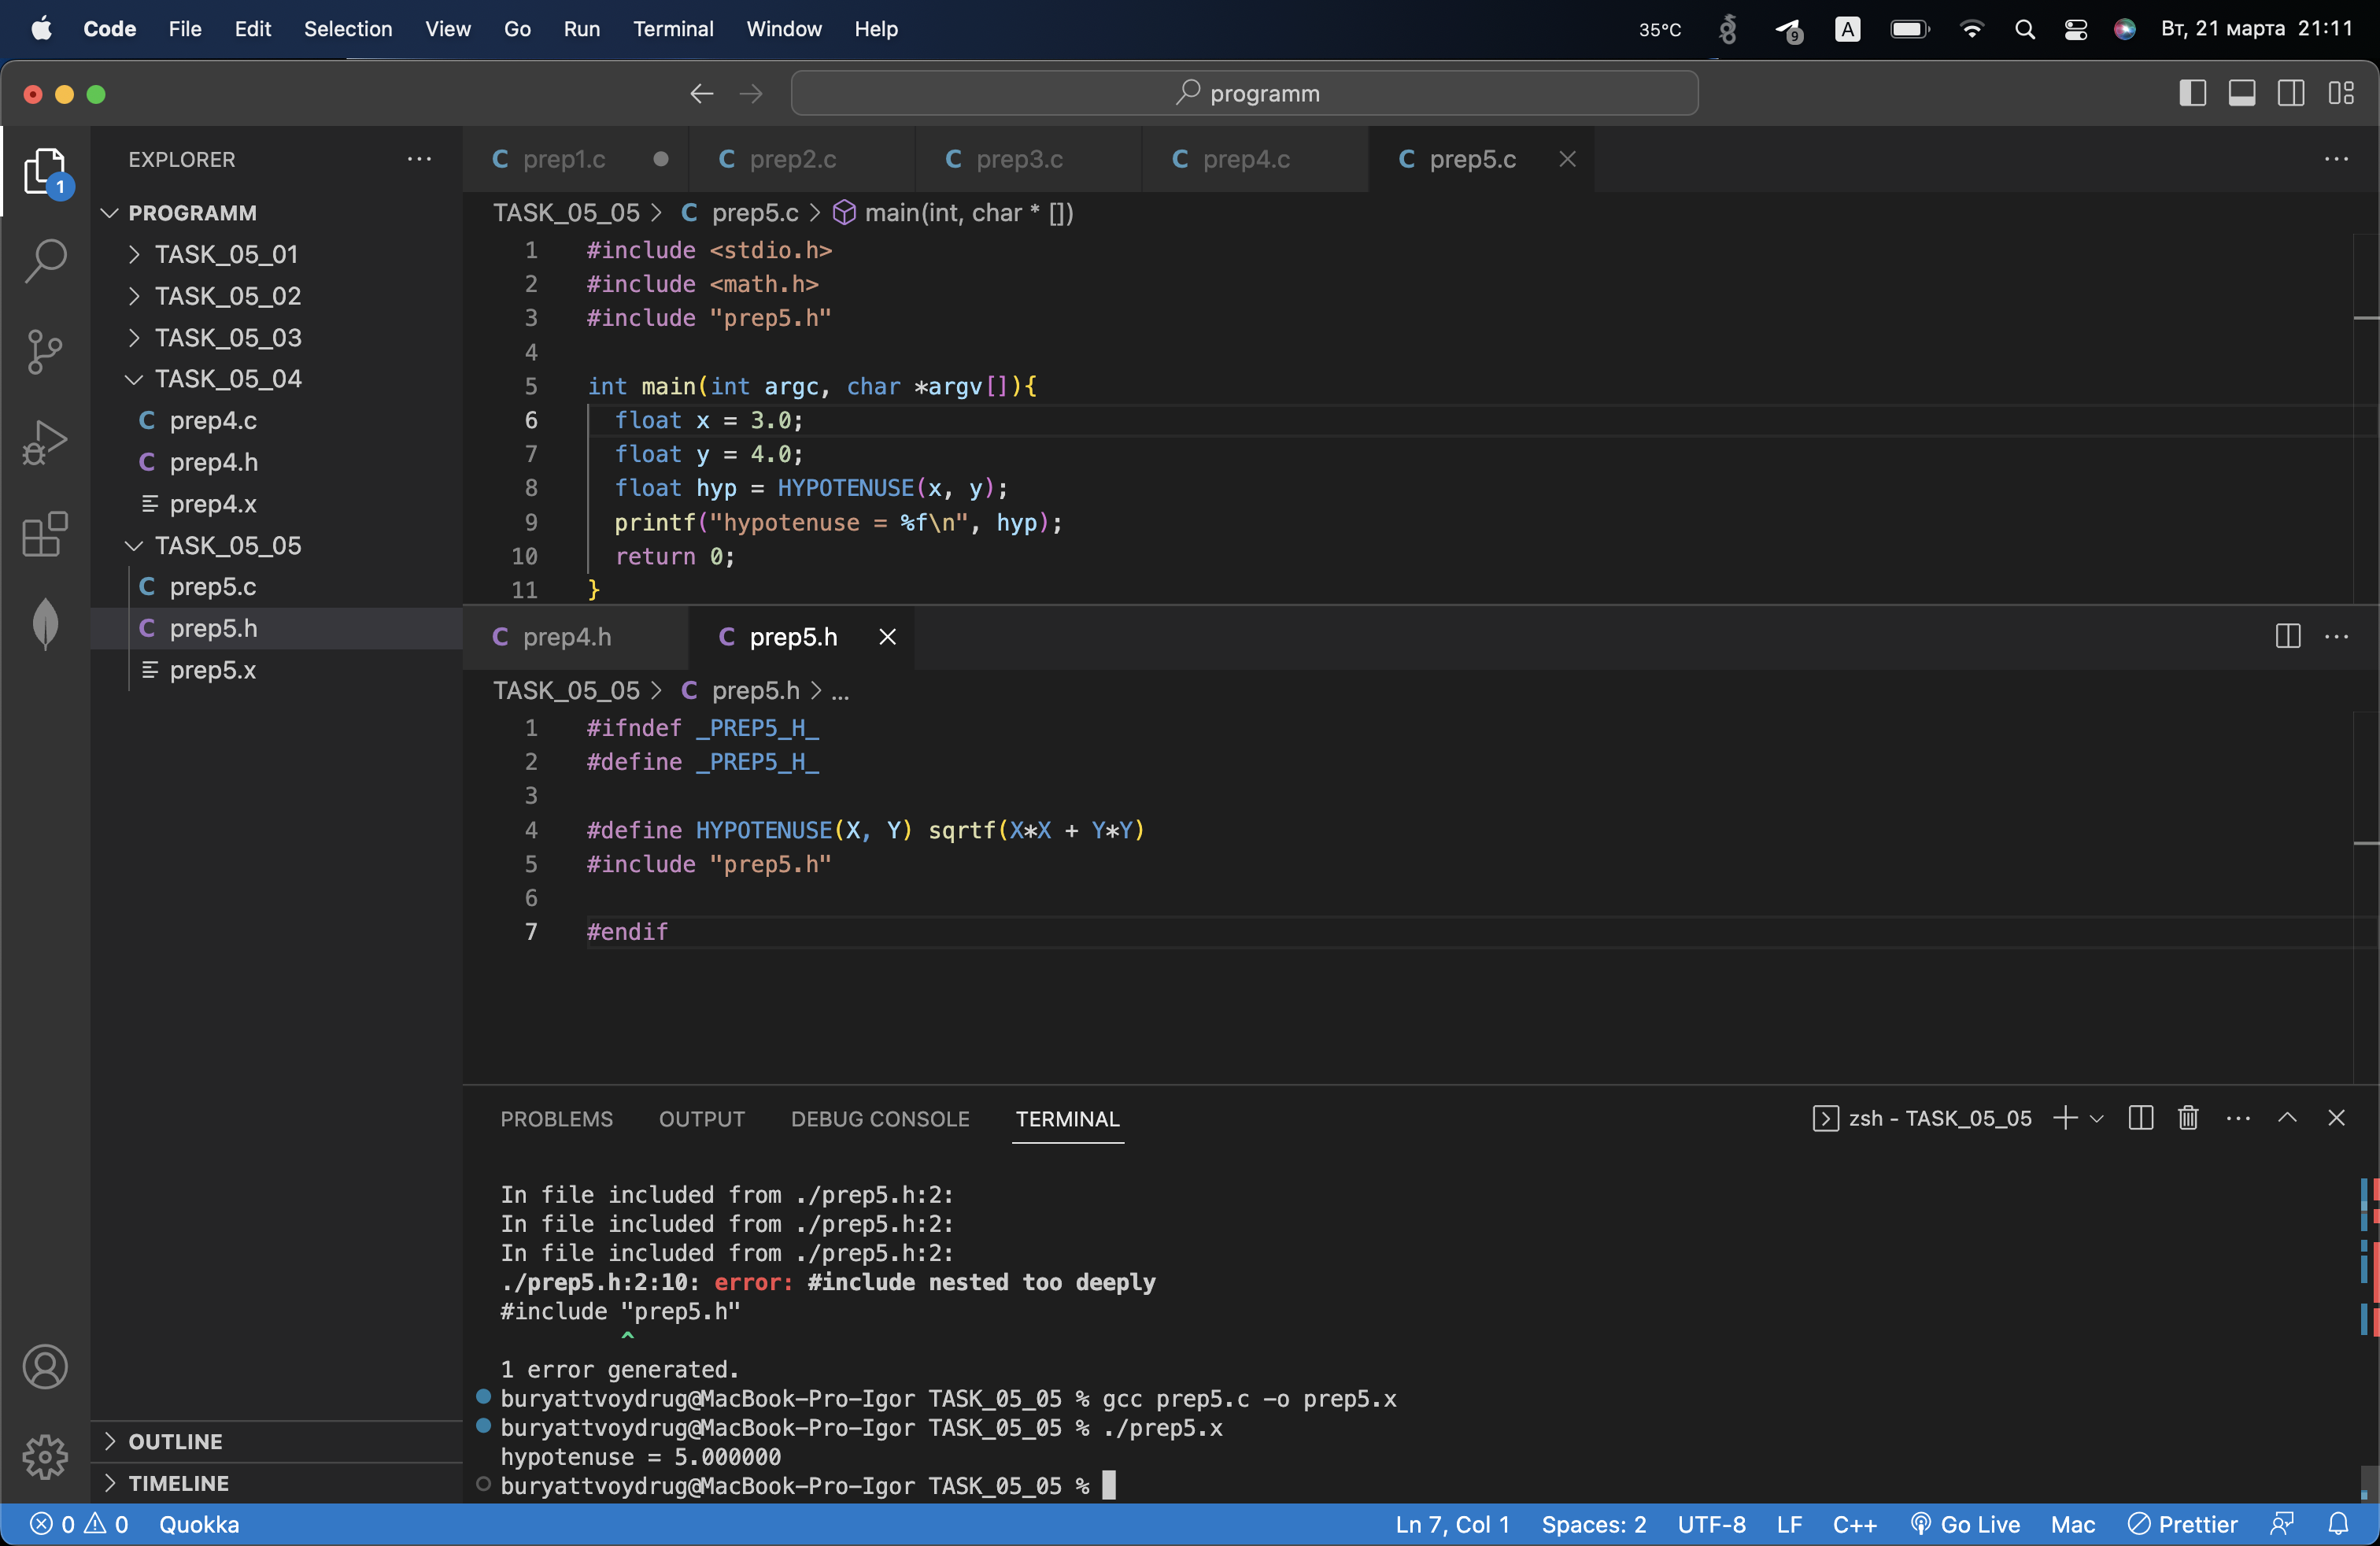 Code File Edit Selection View Go Run Terminal Window Help 35°C 9 A Вт, 21 марта 21:11
programm
EXPLORER
1
PROGRAMM
TASK_05_01
TASK_05_02
TASK_05_03
TASK_05_04
C prep4.c
C prep4.h
prep4.x
TASK_05_05
C prep5.c
C prep5.h
prep5.x
OUTLINE
TIMELINE
C prep1.c C prep2.c C prep3.c C prep4.c C prep5.c
TASK_05_05 > C prep5.c > main(int, char * [])
1 #include <stdio.h>
2 #include <math.h>
3 #include "prep5.h"
4
5 int main(int argc, char *argv[]){
6 float x = 3.0;
7 float y = 4.0;
8 float hyp = HYPOTENUSE(x, y);
9 printf("hypotenuse = %f\n", hyp);
10 return 0;
11 }
C prep4.h C prep5.h
TASK_05_05 > C prep5.h > ...
1 #ifndef _PREP5_H_
2 #define _PREP5_H_
3
4 #define HYPOTENUSE(X, Y) sqrtf(X*X + Y*Y)
5 #include "prep5.h"
6
7 #endif
PROBLEMS OUTPUT DEBUG CONSOLE TERMINAL zsh - TASK_05_05
In file included from ./prep5.h:2:
In file included from ./prep5.h:2:
In file included from ./prep5.h:2:
./prep5.h:2:10: error: #include nested too deeply
#include "prep5.h"
^
1 error generated.
buryattvoydrug@MacBook-Pro-Igor TASK_05_05 % gcc prep5.c -o prep5.x
buryattvoydrug@MacBook-Pro-Igor TASK_05_05 % ./prep5.x
hypotenuse = 5.000000
buryattvoydrug@MacBook-Pro-Igor TASK_05_05 %
0 0 Quokka Ln 7, Col 1 Spaces: 2 UTF-8 LF C++ Go Live Mac Prettier